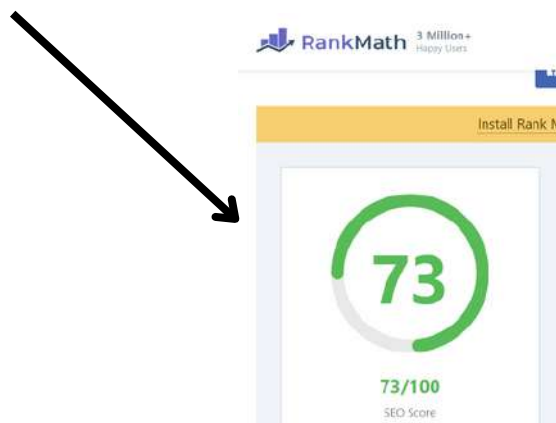 RankMath
3 Million+
Happy Users
Install Rank
73
73/100
SEO Score